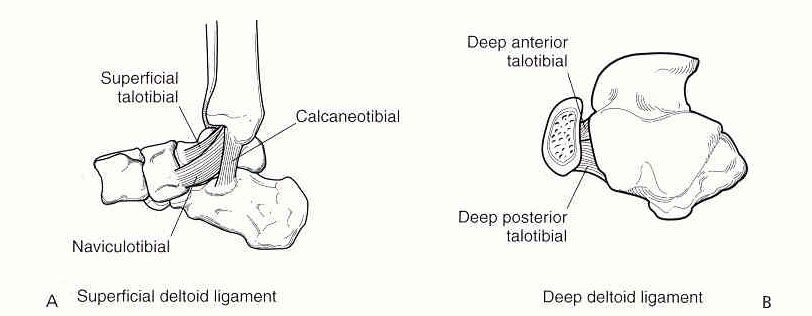 Superficial
talotibial
Calcaneotibial
Naviculotibial
A Superficial deltoid ligament
Deep anterior
talotibial
Deep posterior
talotibial
Deep deltoid ligament B